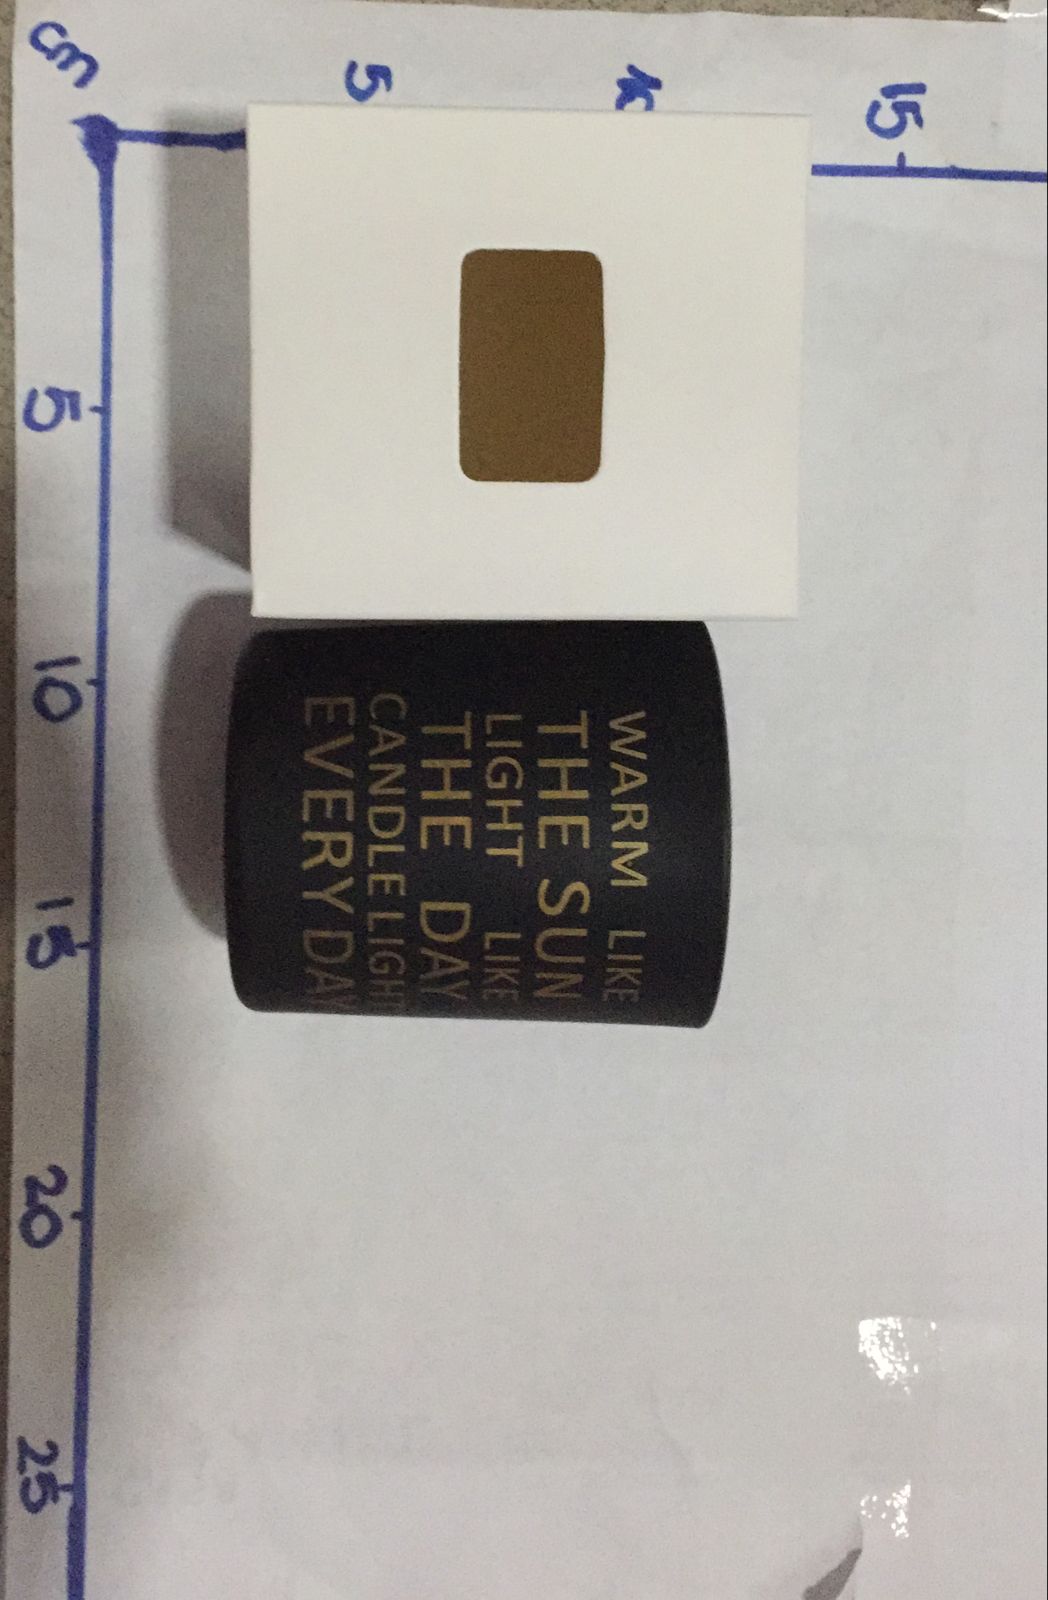 cm
5
10
15
5
10
15
20
25
WARM LIKE
THE SUN
LIGHT LIKE
THE DAY
CANDLE LIGHT
EVERY DAY